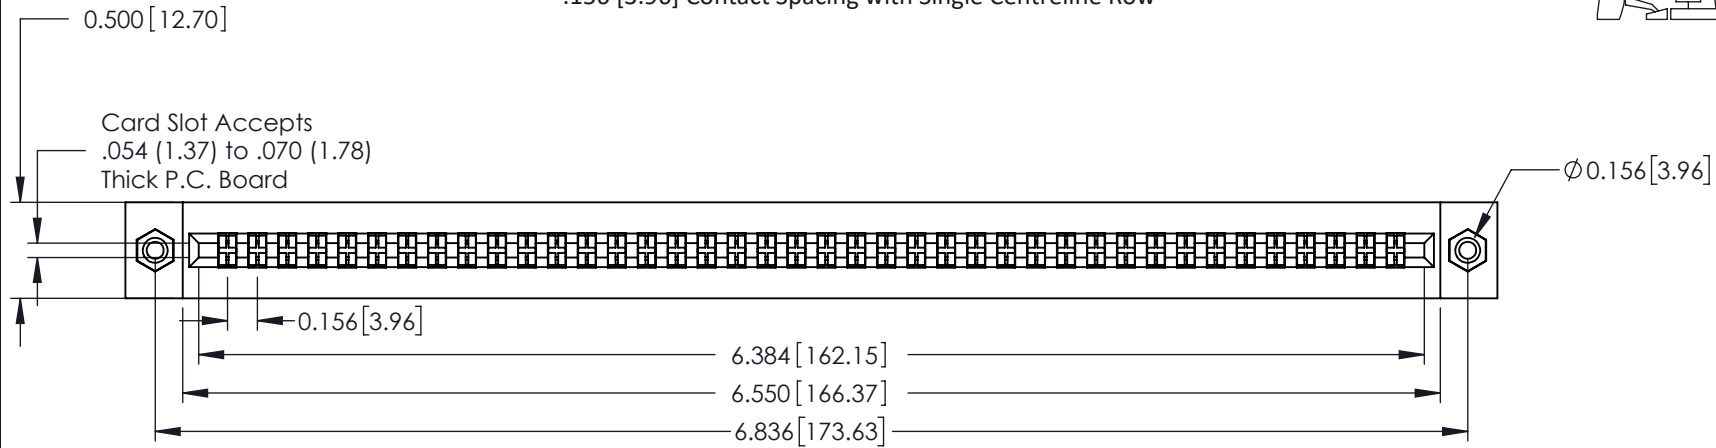 .156 [3.96] Contact Spacing with Single Centreline Row
0.500[12.70]
Card Slot Accepts
.054 (1.37) to .070 (1.78)
Thick P.C. Board
Ø0.156[3.96]
0.156[3.96]
6.384[162.15]
6.550[166.37]
6.836[173.63]